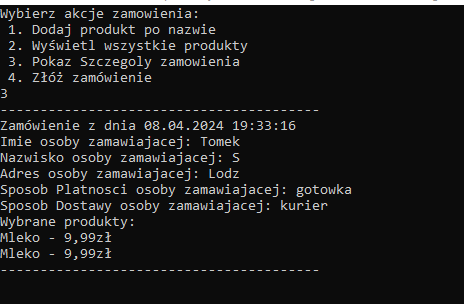 Wybierz akcje zamowienia:
1. Dodaj produkt po nazwie
2. Wyświetl wszystkie produkty
3. Pokaz Szczegoly zamowienia
4. Złóż zamówienie
3
----------------------------------------
Zamówienie z dnia 08.04.2024 19:33:16
Imie osoby zamawiajacej: Tomek
Nazwisko osoby zamawiajacej: S
Adres osoby zamawiajacej: Lodz
Sposob Platnosci osoby zamawiajacej: gotowka
Sposob Dostawy osoby zamawiajacej: kurier
Wybrane produkty:
Mleko - 9,99zł
Mleko - 9,99zł
----------------------------------------